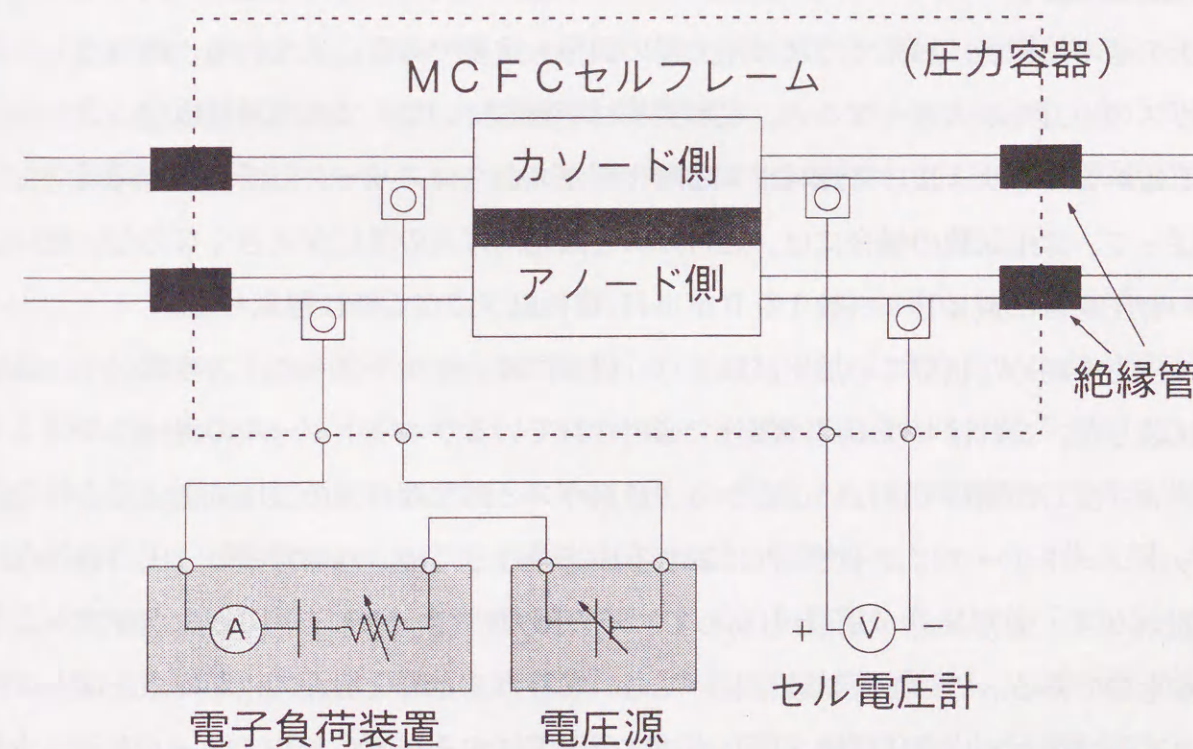 MCFCセルフレーム
(圧力容器)
カソード側
アノード側
絶縁管
A
+
V
セル電圧計
電子負荷装置
電圧源